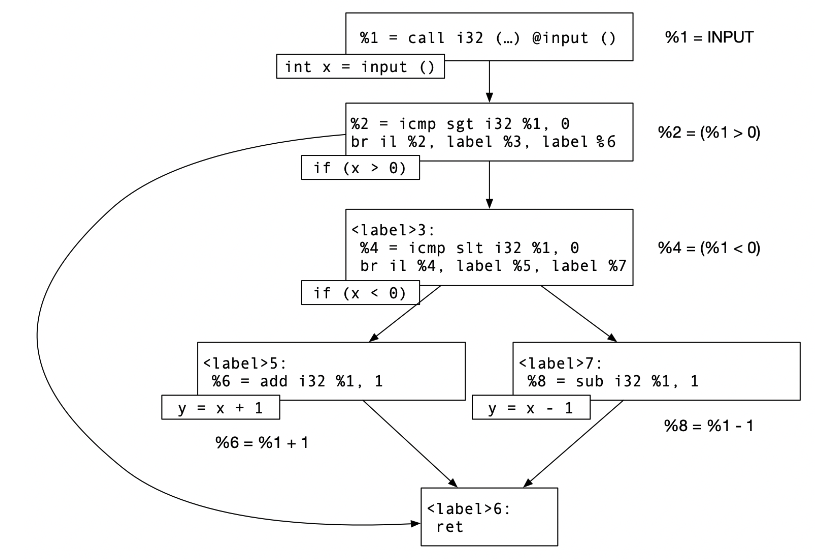 %1 = call i32 (…) @input ()
%1 = INPUT
int x = input ()
%2 = icmp sgt i32 %1, 0
br il %2, label %3, label %6
%2 = (%1 > 0)
if (x > 0)
<label>3:
%4 = icmp slt i32 %1, 0
br il %4, label %5, label %7
%4 = (%1 < 0)
if (x < 0)
<label>5:
%6 = add i32 %1, 1
y = x + 1
%6 = %1 + 1
<label>7:
%8 = sub i32 %1, 1
y = x - 1
%8 = %1 - 1
<label>6:
ret